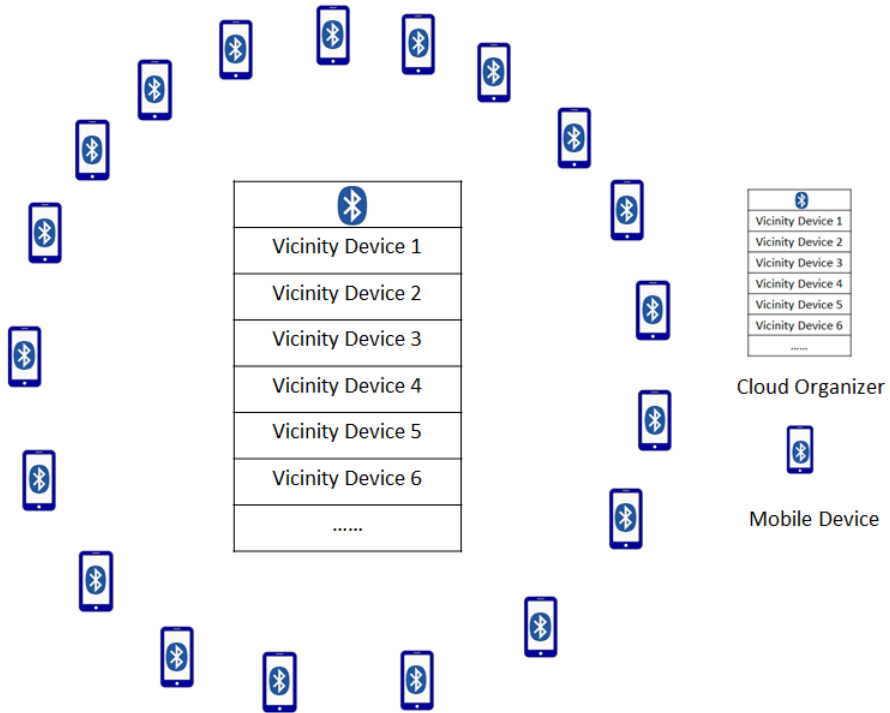 Vicinity Device 1
Vicinity Device 2
Vicinity Device 3
Vicinity Device 4
Vicinity Device 5
Vicinity Device 6
......
Vicinity Device 1
Vicinity Device 2
Vicinity Device 3
Vicinity Device 4
Vicinity Device 5
Vicinity Device 6
......
Cloud Organizer
Mobile Device